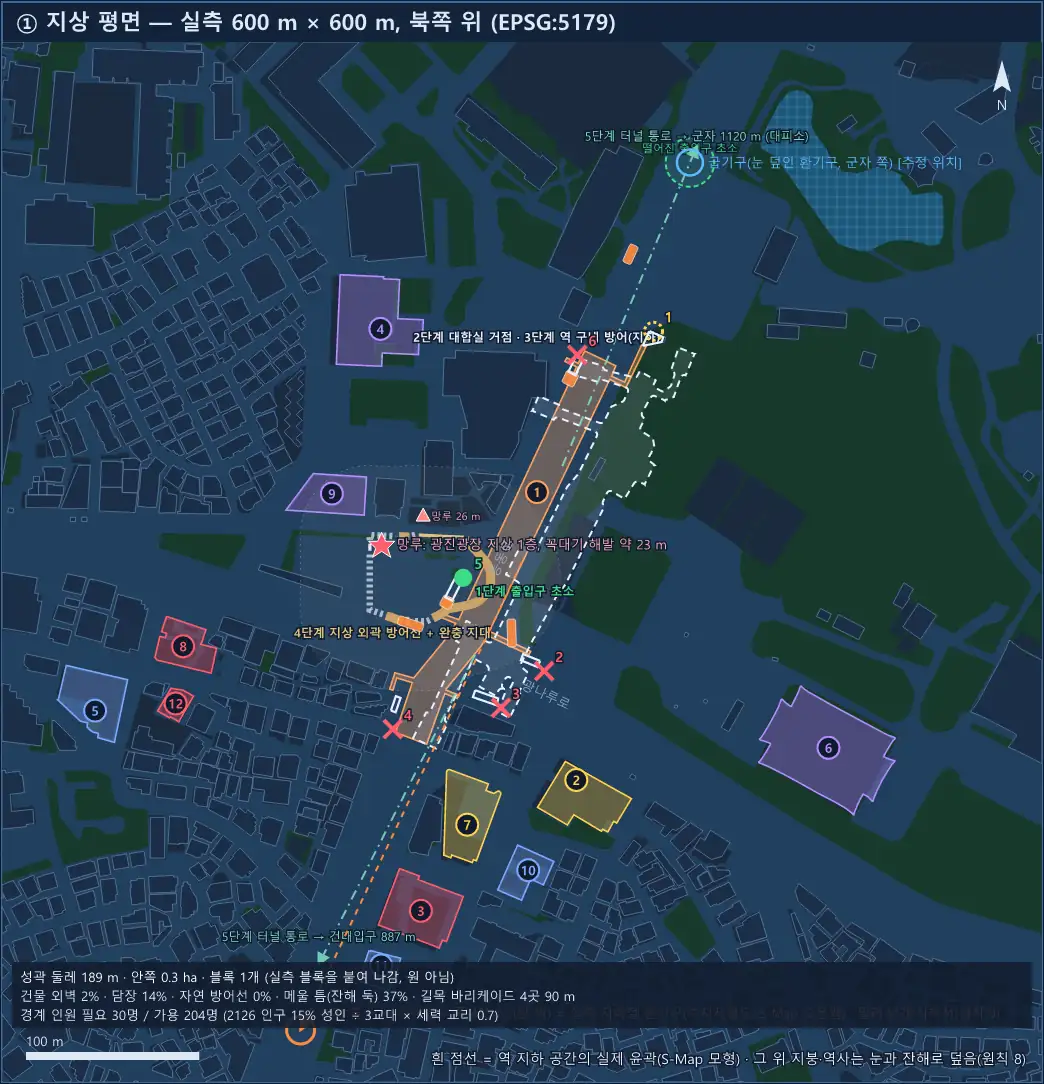 ① 지상 평면 — 실측 600 m × 600 m, 북쪽 위 (EPSG:5179)
N
5단계 터널 통로 → 군자 1120 m (대피소)
떨어진 출입구 초소
공기구(눈 덮인 환기구, 군자 쪽) [추정 위치]
1
4
2단계 대합실 거점 · 3단계 역 구내 방어(지하)
6
1
9
망루 26 m
망루: 광진광장 지상 1층, 꼭대기 해발 약 23 m
5
1단계 출입구 초소
4단계 지상 외곽 방어선 + 완충 지대
8
2
3
광나루로
12
5
4
6
2
7
10
3
5단계 터널 통로 → 건대입구 887 m
성곽 둘레 189 m · 안쪽 0.3 ha · 블록 1개 (실측 블록을 붙여 나감, 원 아님)
건물 외벽 2% · 담장 14% · 자연 방어선 0% · 메울 틈(잔해 둑) 37% · 길목 바리케이드 4곳 90 m
경계 인원 필요 30명 / 가용 204명 (2126 인구 15% 성인 ÷ 3교대 × 세력 교리 0.7)
100 m
흰 점선 = 역 지하 공간의 실제 윤곽(S-Map 모형) · 그 위 지붕·역사는 눈과 잔해로 덮음(원칙 8)